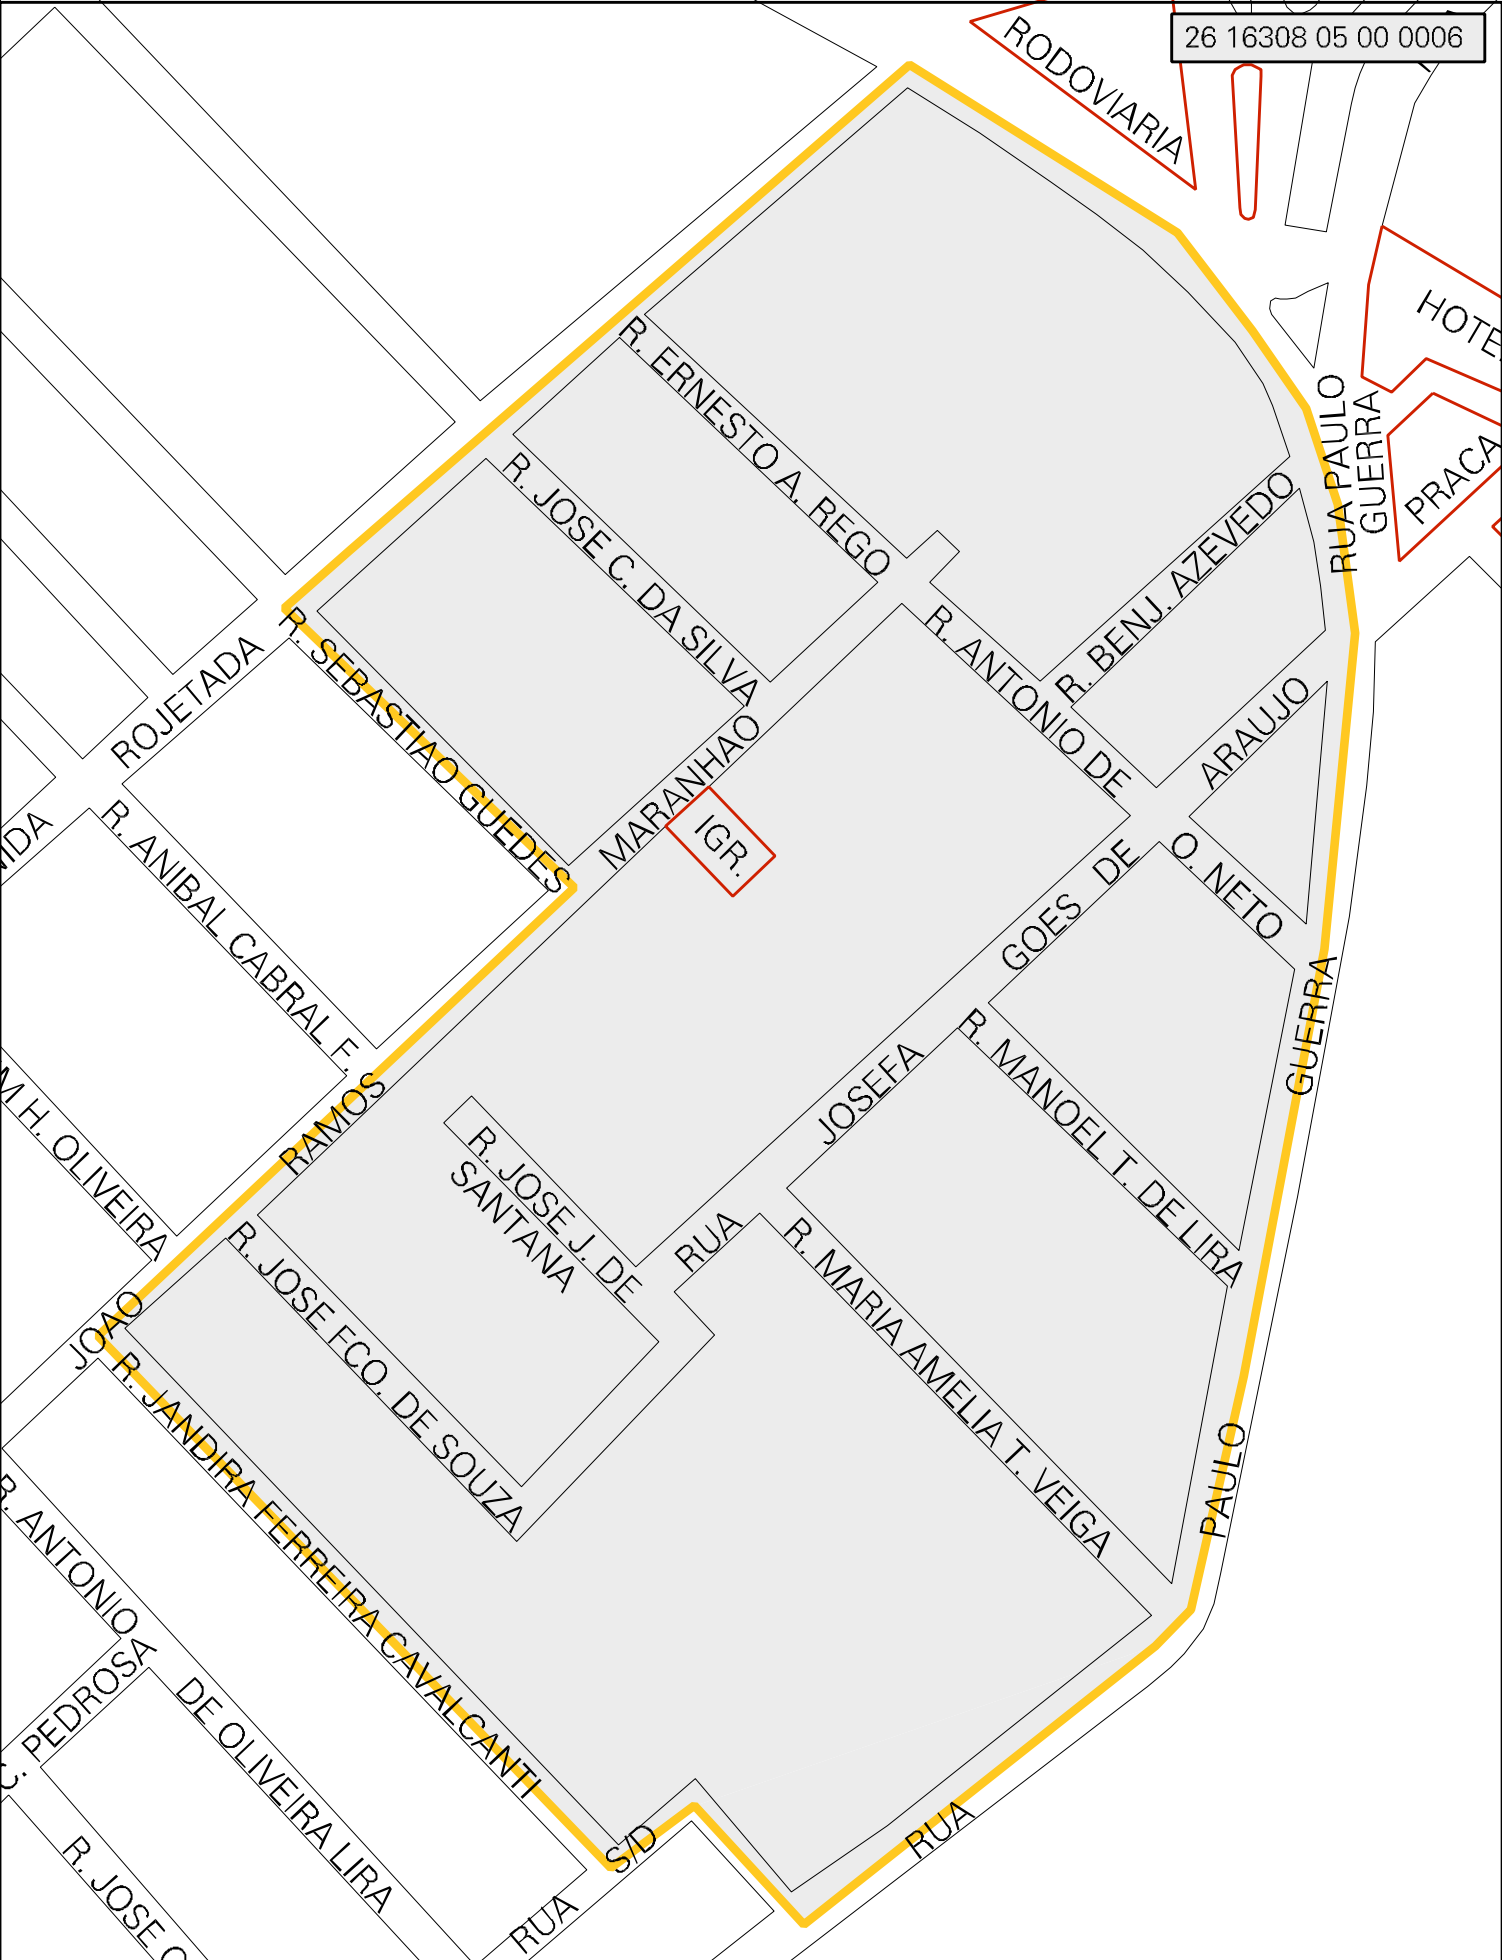 26 16308 05 00 0006
RODOVIARIA
HOTE
PRACA
RUA PAULO
GUERRA
R. ERNESTO A. REGO
R. JOSE C. DA SILVA
R. BENJ. AZEVEDO
R. ANTONIO DE
O. NETO
ARAUJO
R. SEBASTIAO GUEDES
ROJETADA
MARANHAO
IGR.
R. ANIBAL CABRAL F.
GOES DE
JOSEFA
RUA
R. MANOEL T. DE LIRA
GUERRA
M H. OLIVEIRA
RAMOS
JOAO
R. JOSE J. DE
SANTANA
R. JOSE FCO. DE SOUZA
R. MARIA AMELIA T. VEIGA
PAULO
RUA
R. JANDIRA FERREIRA CAVALCANTI
R. ANTONIO
DE OLIVEIRA LIRA
PEDROSA
R. JOSE
RUA
S/D